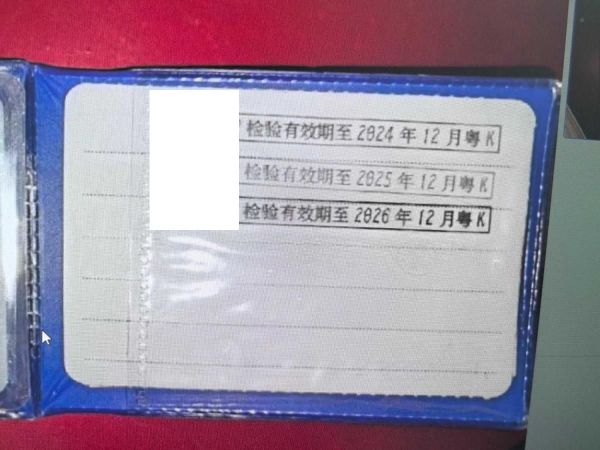 检验有效期至 2024 年 12 月粤 K
检验有效期至 2025 年 12 月粤 K
检验有效期至 2026 年 12 月粤 K